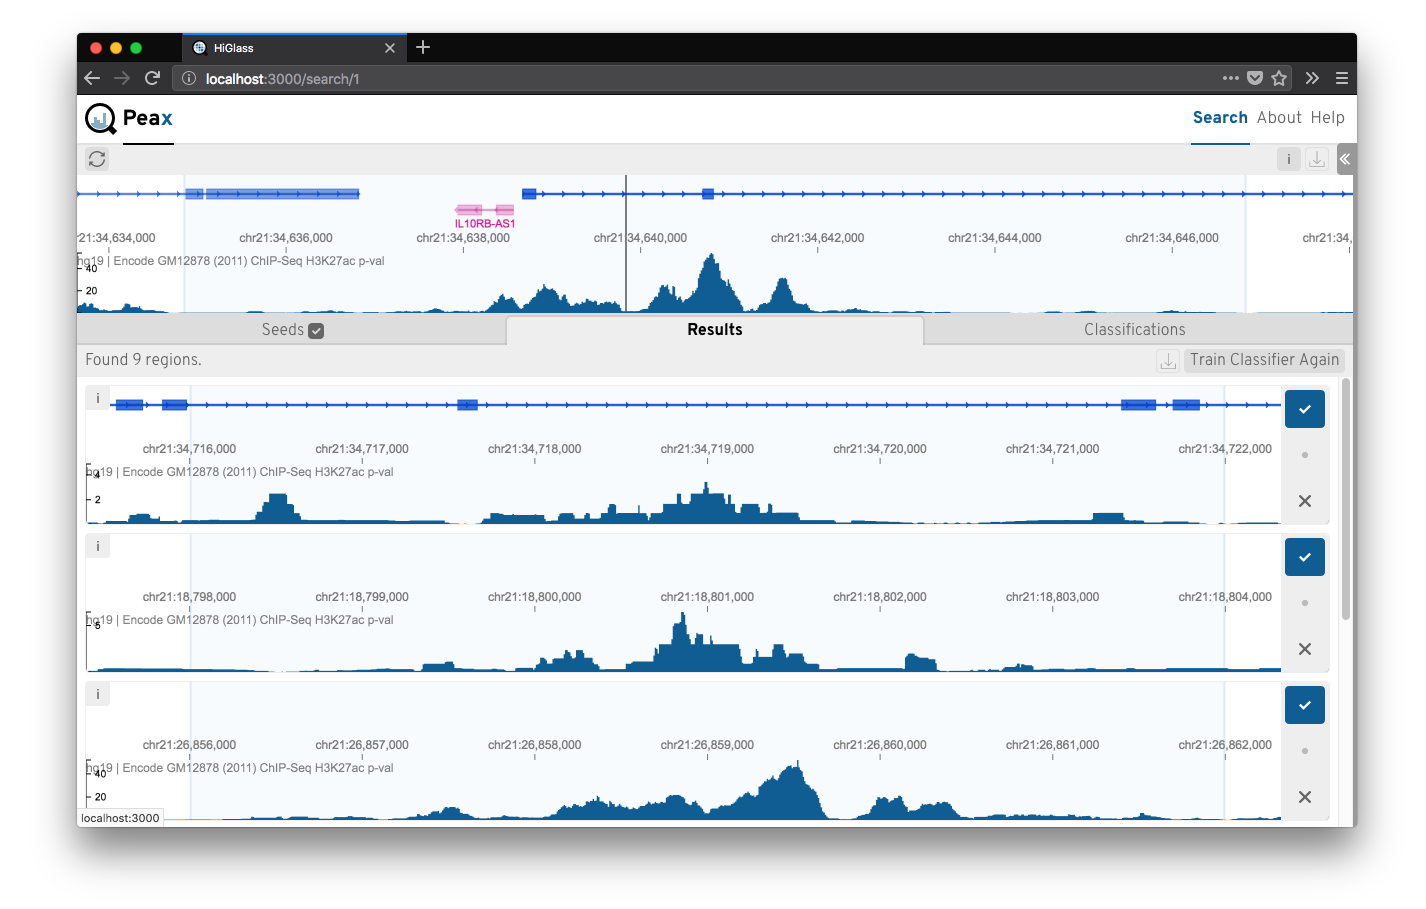 HiGlass
localhost:3000/search/1
Peax
Search About Help
i
IL10RB-AS1
21:34,634,000 chr21:34,636,000 chr21:34,638,000 chr21:34,640,000 chr21:34,642,000 chr21:34,644,000 chr21:34,646,000 chr21:34,
hg19 | Encode GM12878 (2011) ChIP-Seq H3K27ac p-val
40
20
Seeds Results Classifications
Found 9 regions. Train Classifier Again
i
chr21:34,716,000 chr21:34,717,000 chr21:34,718,000 chr21:34,719,000 chr21:34,720,000 chr21:34,721,000 chr21:34,722,000
hg19 | Encode GM12878 (2011) ChIP-Seq H3K27ac p-val
4
2
i
chr21:18,798,000 chr21:18,799,000 chr21:18,800,000 chr21:18,801,000 chr21:18,802,000 chr21:18,803,000 chr21:18,804,000
hg19 | Encode GM12878 (2011) ChIP-Seq H3K27ac p-val
5
i
chr21:26,856,000 chr21:26,857,000 chr21:26,858,000 chr21:26,859,000 chr21:26,860,000 chr21:26,861,000 chr21:26,862,000
hg19 | Encode GM12878 (2011) ChIP-Seq H3K27ac p-val
40
20
localhost:3000